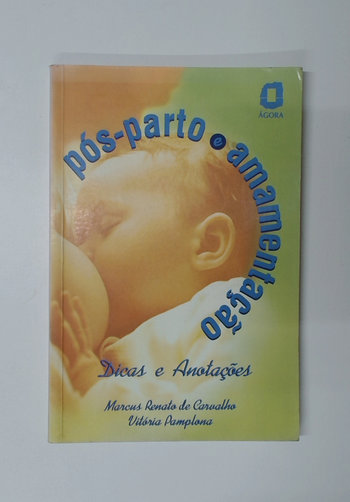 ÁGORA
pós-parto e amamentação
Dicas e Anotações
Marcus Renato de Carvalho
Vitória Pamplona